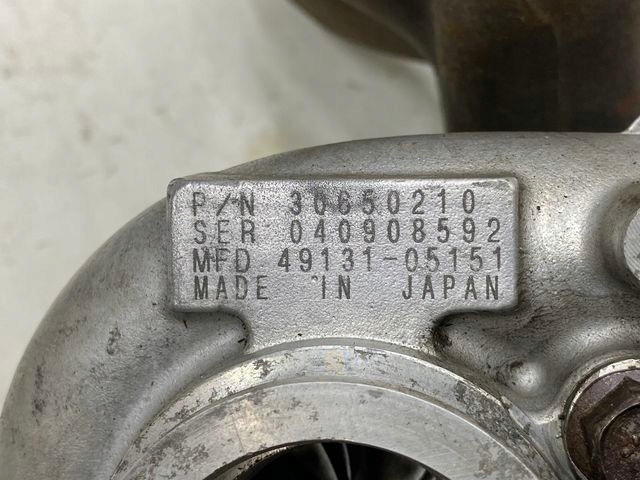 P/N 30650210
SER 040908592
MFD 49131-05151
MADE IN JAPAN